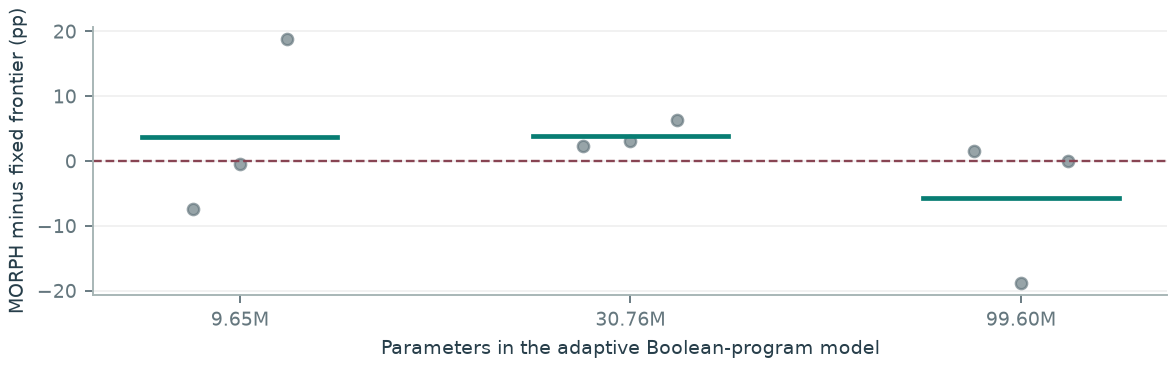 MORPH minus fixed frontier (pp)
20
10
0
−10
−20
9.65M
30.76M
99.60M
Parameters in the adaptive Boolean-program model